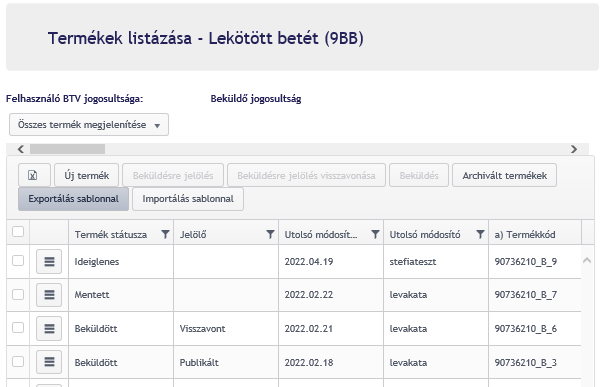 Termékek listázása - Lekötött betét (9BB)
Felhasználó BTV jogosultsága: Beküldő jogosultság
Összes termék megjelenítése
Új termék Beküldésre jelölés Beküldésre jelölés visszavonása Beküldés Archivált termékek
Exportálás sablonnal Importálás sablonnal
Termék státusza Jelölő Utolsó módosít... Utolsó módosító a) Termékkód
Ideiglenes 2022.04.19 stefiateszt 90736210_B_9
Mentett 2022.02.22 levakata 90736210_B_7
Beküldött Visszavont 2022.02.21 levakata 90736210_B_6
Beküldött Publikált 2022.02.18 levakata 90736210_B_3